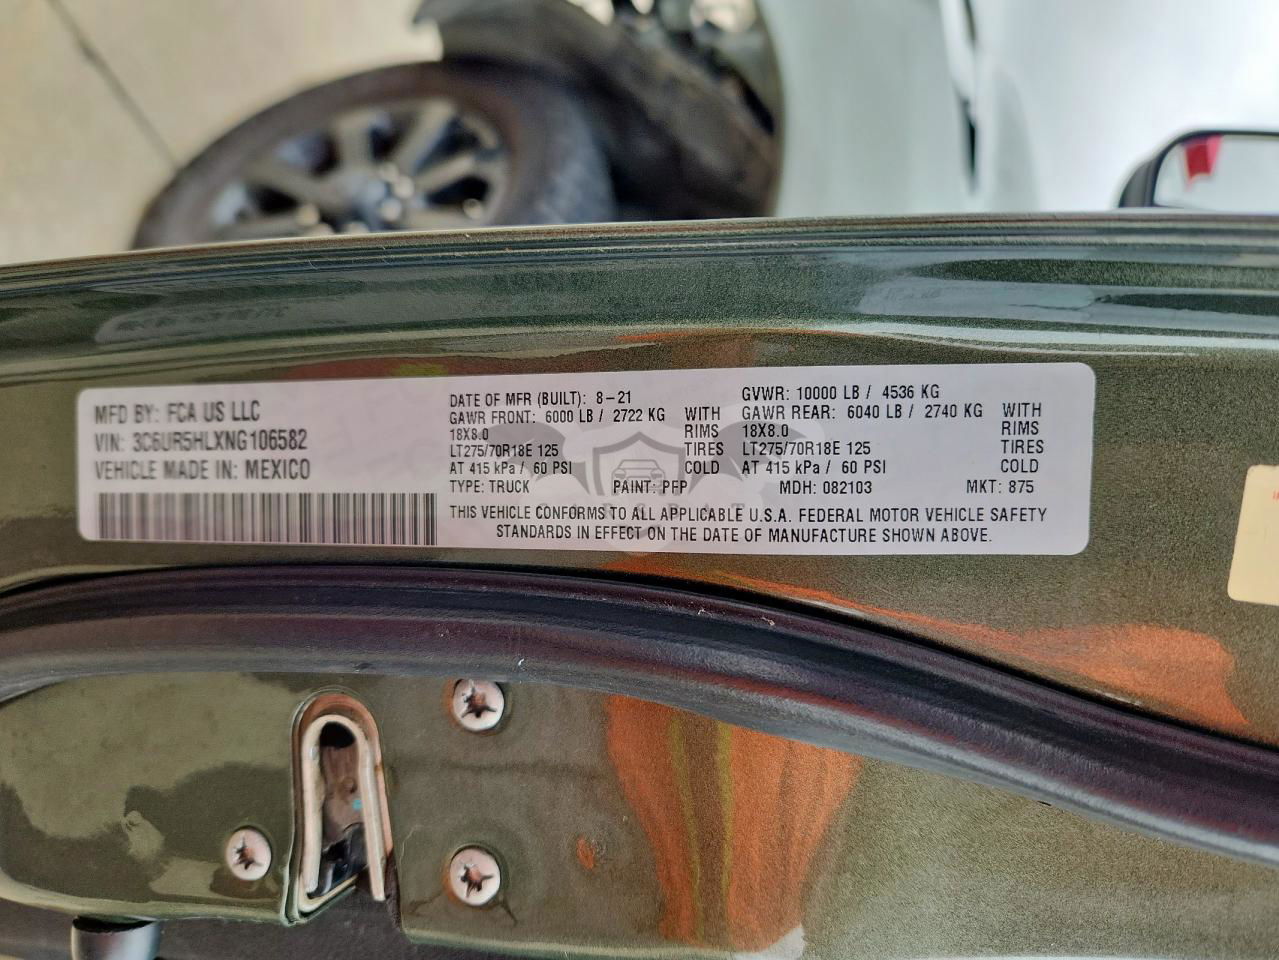 MFD BY: FCA US LLC
VIN: 3C6UR5HLXNG106582
VEHICLE MADE IN: MEXICO
DATE OF MFR (BUILT): 8-21
GAWR FRONT: 6000 LB / 2722 KG WITH
18X8.0 RIMS
LT275/70R18E 125 TIRES
AT 415 kPa / 60 PSI COLD
GVWR: 10000 LB / 4536 KG
GAWR REAR: 6040 LB / 2740 KG WITH
18X8.0 RIMS
LT275/70R18E 125 TIRES
AT 415 kPa / 60 PSI COLD
TYPE: TRUCK PAINT: PFP MDH: 082103 MKT: 875
THIS VEHICLE CONFORMS TO ALL APPLICABLE U.S.A. FEDERAL MOTOR VEHICLE SAFETY
STANDARDS IN EFFECT ON THE DATE OF MANUFACTURE SHOWN ABOVE.